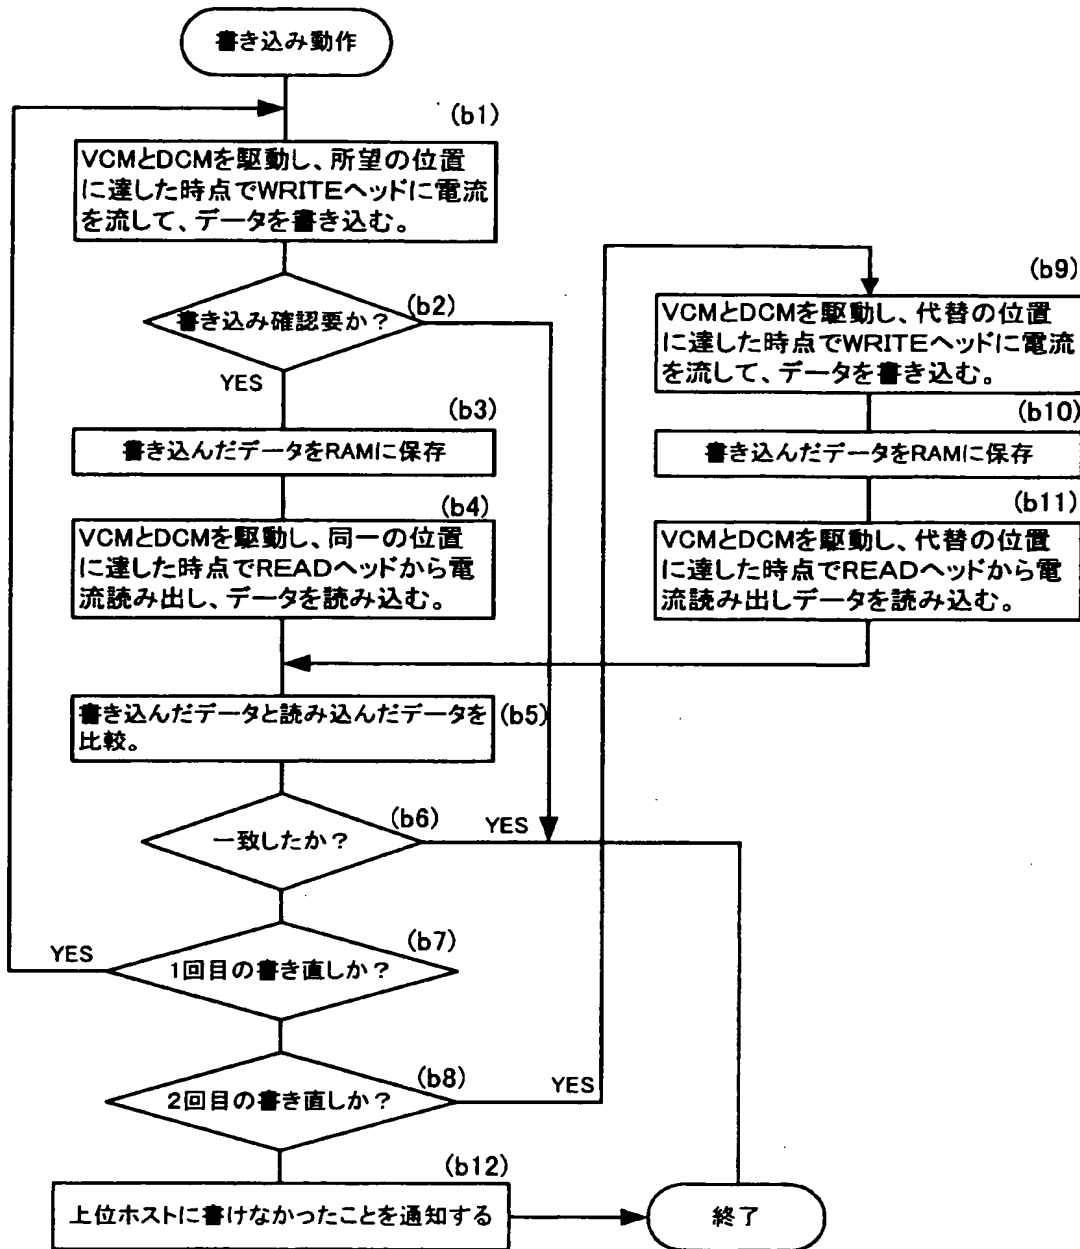 書き込み動作
(b1)
VCMとDCMを駆動し、所望の位置
に達した時点でWRITEヘッドに電流
を流して、データを書き込む。
(b2)
書き込み確認要か？
YES
(b3)
書き込んだデータをRAMに保存
(b4)
VCMとDCMを駆動し、同一の位置
に達した時点でREADヘッドから電
流読み出し、データを読み込む。
(b9)
VCMとDCMを駆動し、代替の位置
に達した時点でWRITEヘッドに電流
を流して、データを書き込む。
(b10)
書き込んだデータをRAMに保存
(b11)
VCMとDCMを駆動し、代替の位置
に達した時点でREADヘッドから電
流読み出しデータを読み込む。
書き込んだデータと読み込んだデータを
比較。
(b5)
(b6)
一致したか？
YES
(b7)
YES
1回目の書き直しか？
(b8)
2回目の書き直しか？
YES
(b12)
上位ホストに書けなかったことを通知する
終了